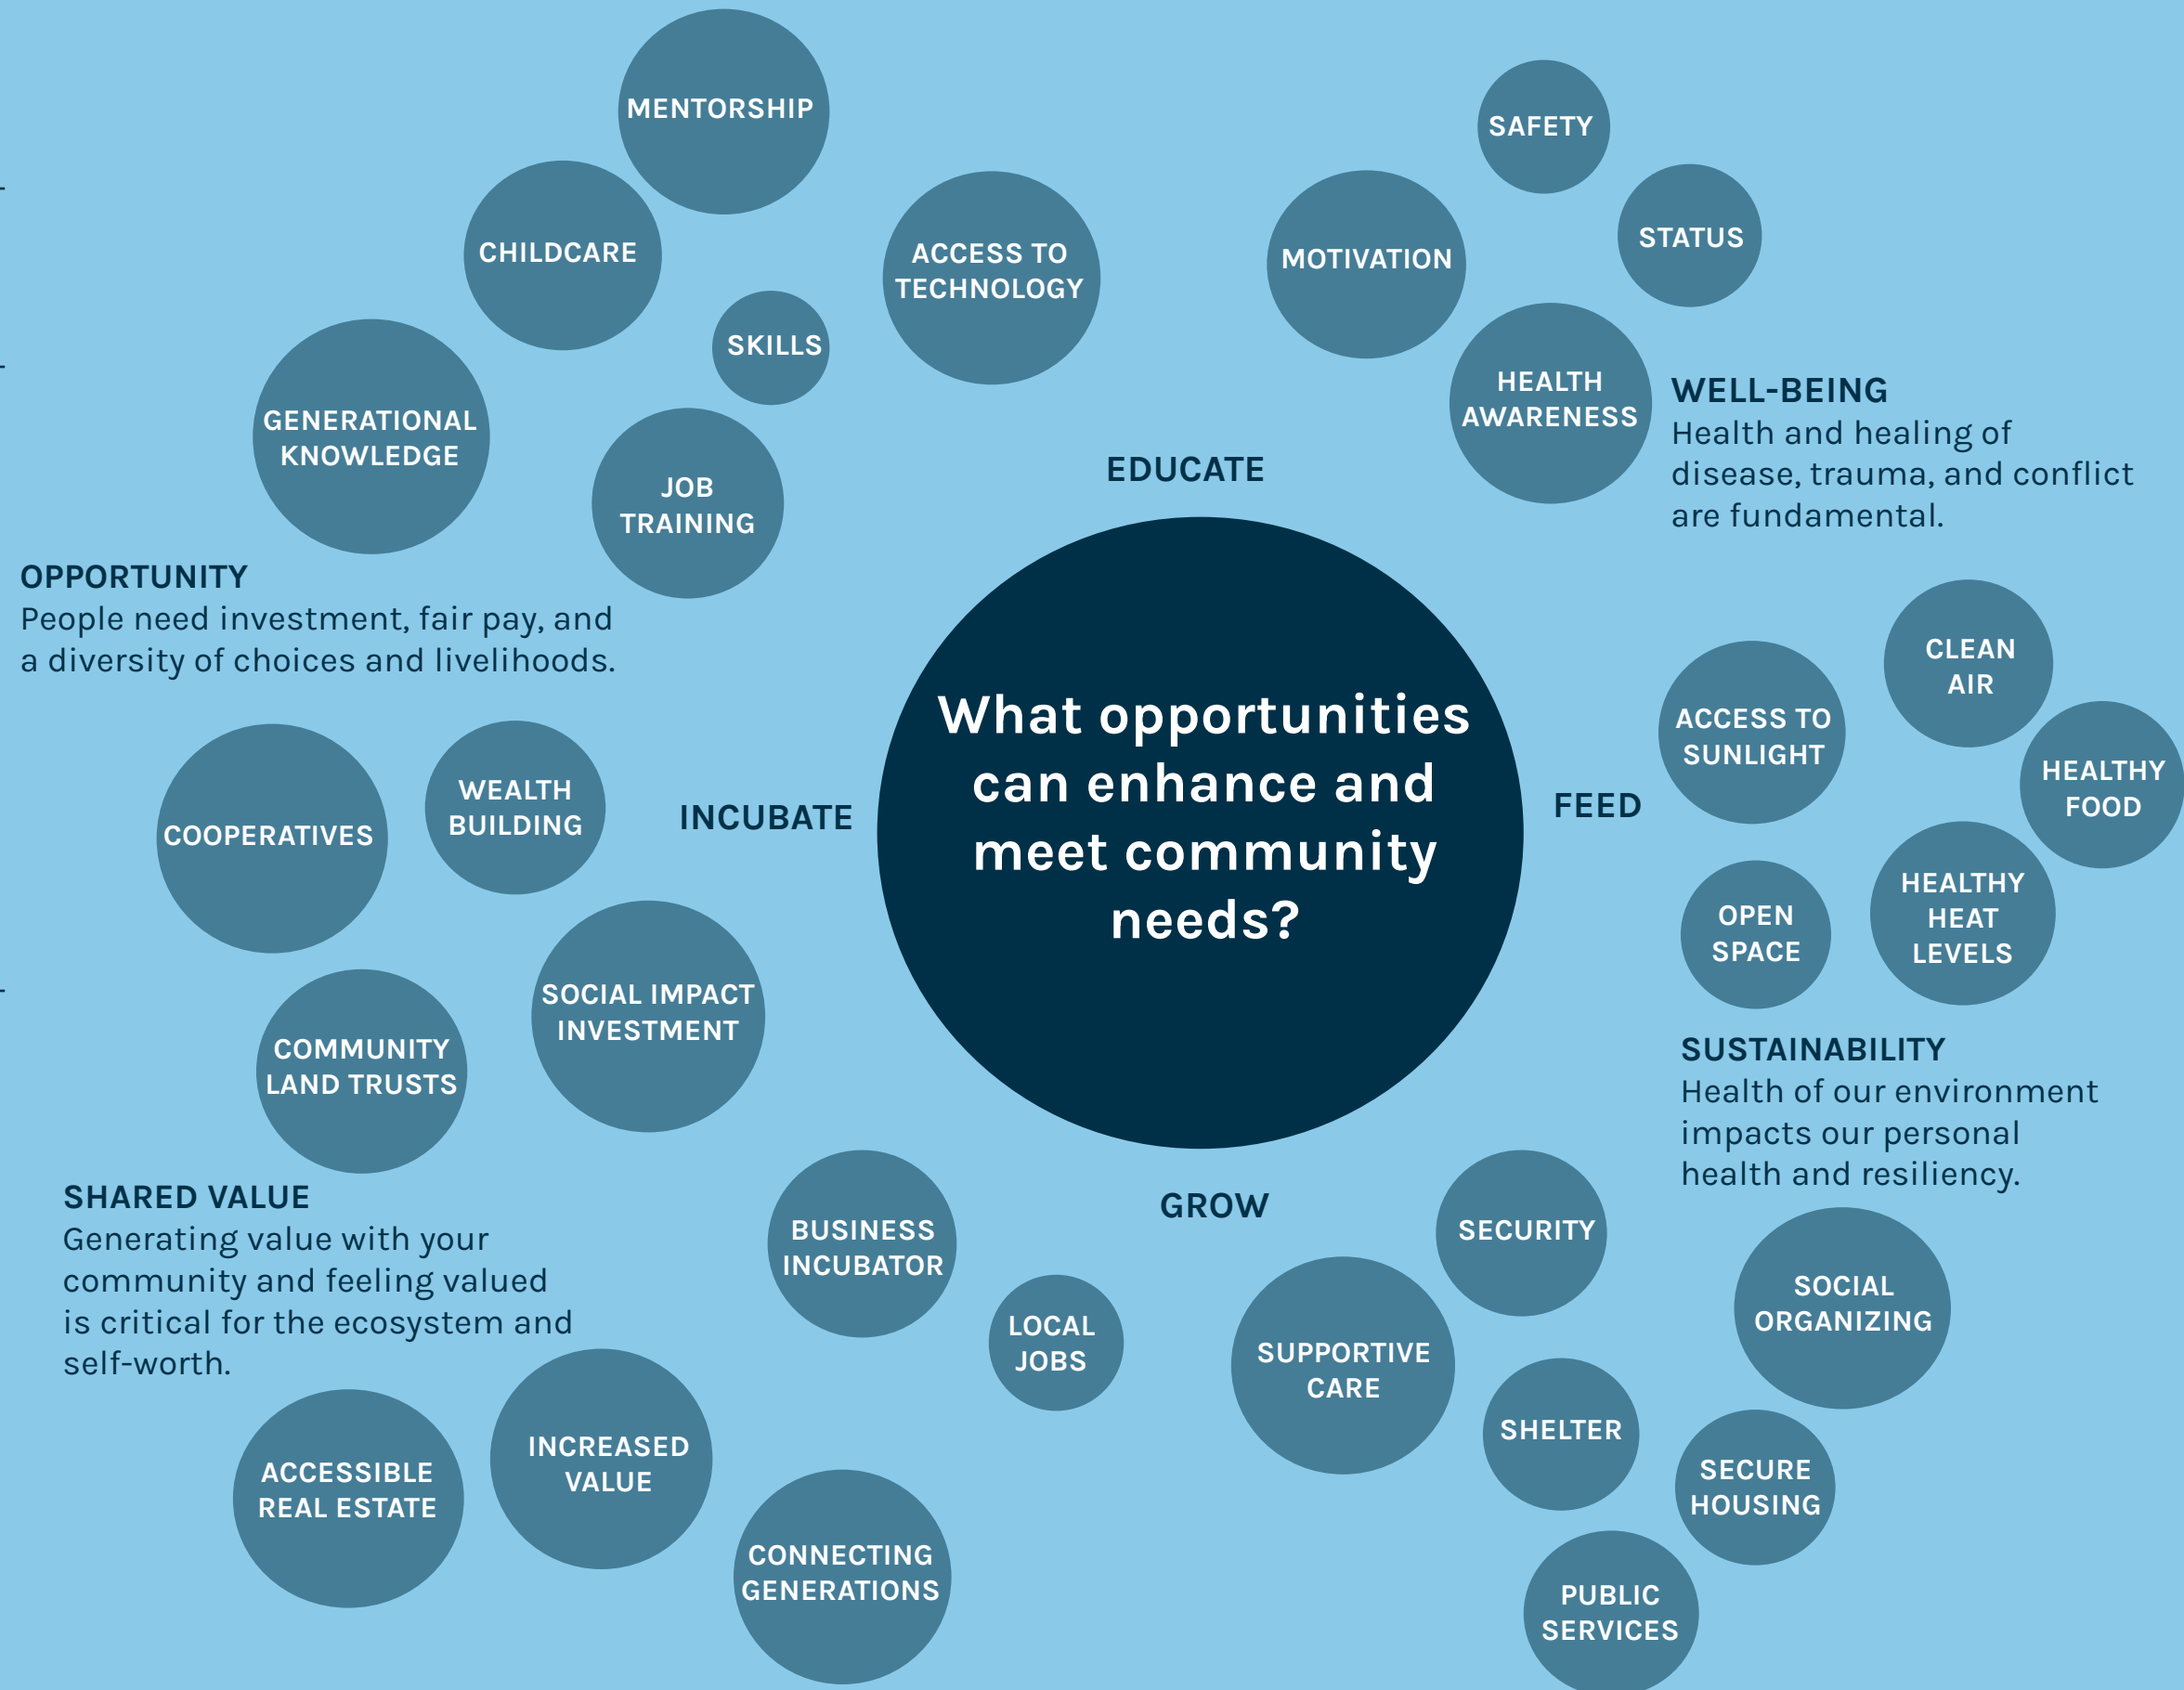 MENTORSHIP
CHILDCARE
ACCESS TO
TECHNOLOGY
SKILLS
GENERATIONAL
KNOWLEDGE
JOB
TRAINING
OPPORTUNITY
People need investment, fair pay, and
a diversity of choices and livelihoods.
EDUCATE
SAFETY
STATUS
MOTIVATION
HEALTH
AWARENESS
WELL-BEING
Health and healing of
disease, trauma, and conflict
are fundamental.
What opportunities
can enhance and
meet community
needs?
INCUBATE
COOPERATIVES
WEALTH
BUILDING
SOCIAL IMPACT
INVESTMENT
COMMUNITY
LAND TRUSTS
SHARED VALUE
Generating value with your
community and feeling valued
is critical for the ecosystem and
self-worth.
FEED
ACCESS TO
SUNLIGHT
CLEAN
AIR
HEALTHY
FOOD
OPEN
SPACE
HEALTHY
HEAT
LEVELS
SUSTAINABILITY
Health of our environment
impacts our personal
health and resiliency.
GROW
BUSINESS
INCUBATOR
LOCAL
JOBS
ACCESSIBLE
REAL ESTATE
INCREASED
VALUE
CONNECTING
GENERATIONS
SECURITY
SUPPORTIVE
CARE
SOCIAL
ORGANIZING
SHELTER
SECURE
HOUSING
PUBLIC
SERVICES